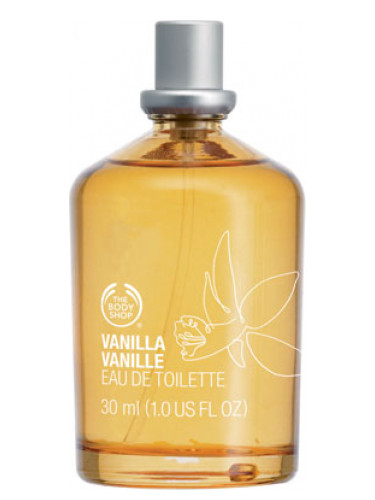 THE
BODY
SHOP
®
VANILLA
VANILLE
EAU DE TOILETTE
30 ml (1.0 US FL OZ)